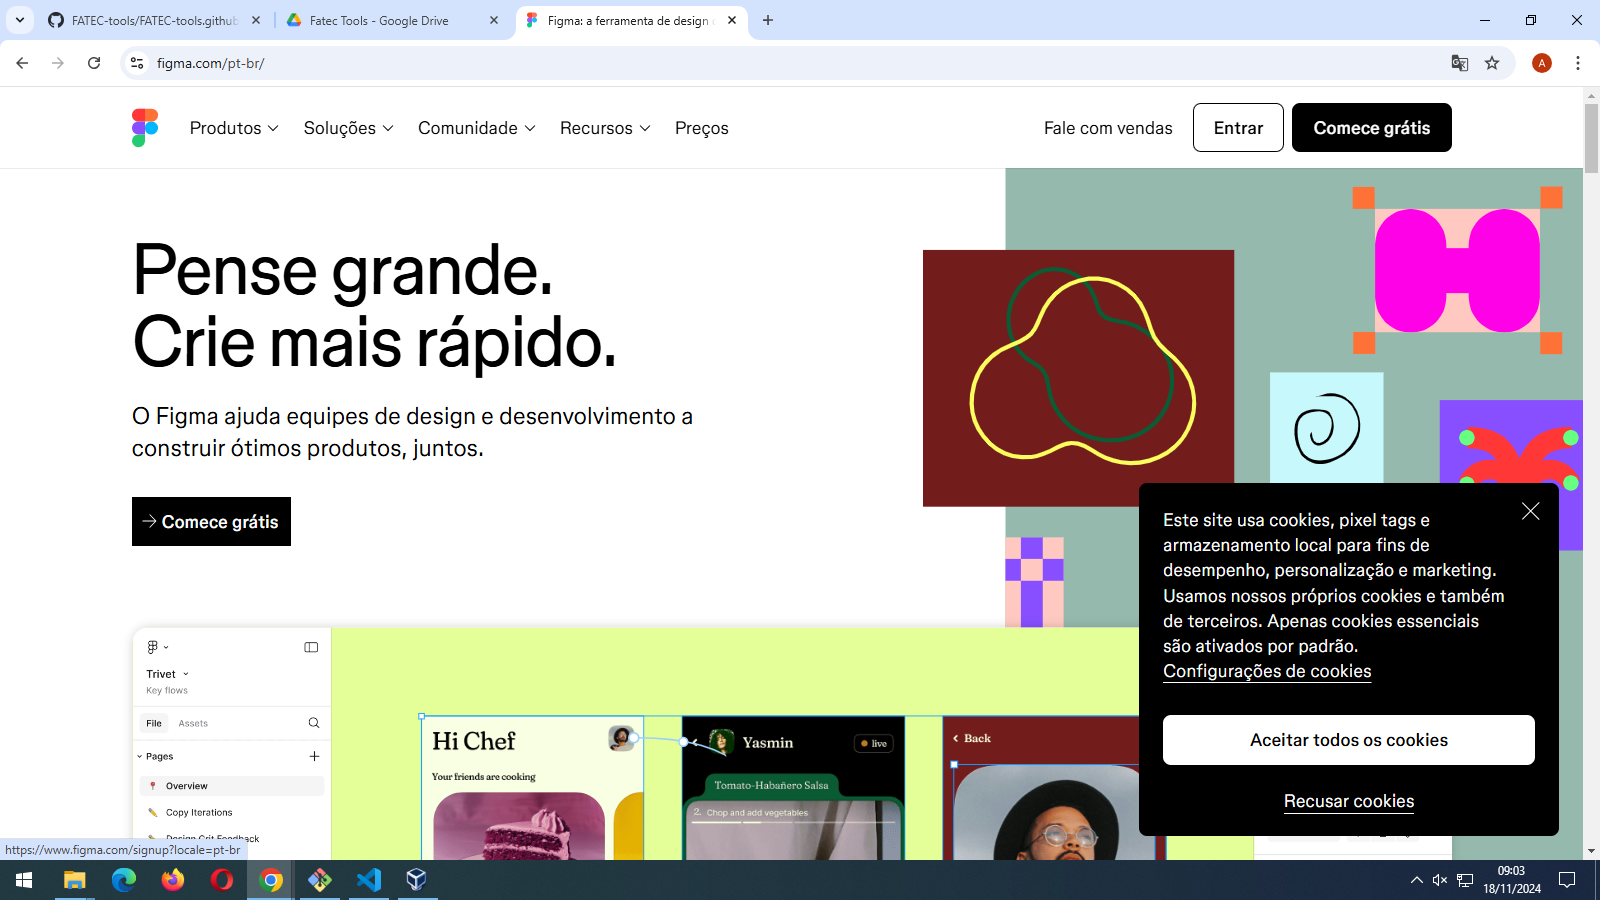 FATEC-tools/FATEC-tools.github
Fatec Tools - Google Drive
Figma: a ferramenta de design
figma.com/pt-br/
A
Produtos
Soluções
Comunidade
Recursos
Preços
Fale com vendas
Entrar
Comece grátis
Pense grande.
Crie mais rápido.
O Figma ajuda equipes de design e desenvolvimento a
construir ótimos produtos, juntos.
Comece grátis
Este site usa cookies, pixel tags e
armazenamento local para fins de
desempenho, personalização e marketing.
Usamos nossos próprios cookies e também
de terceiros. Apenas cookies essenciais
são ativados por padrão.
Configurações de cookies
Aceitar todos os cookies
Recusar cookies
Trivet
Key flows
File
Assets
Pages
Overview
Copy Iterations
Design Crit Feedback
Hi Chef
Your friends are cooking
Yasmin
live
Tomato-Habañero Salsa
2. Chop and add vegetables
Back
https://www.figma.com/signup?locale=pt-br
09:03
18/11/2024